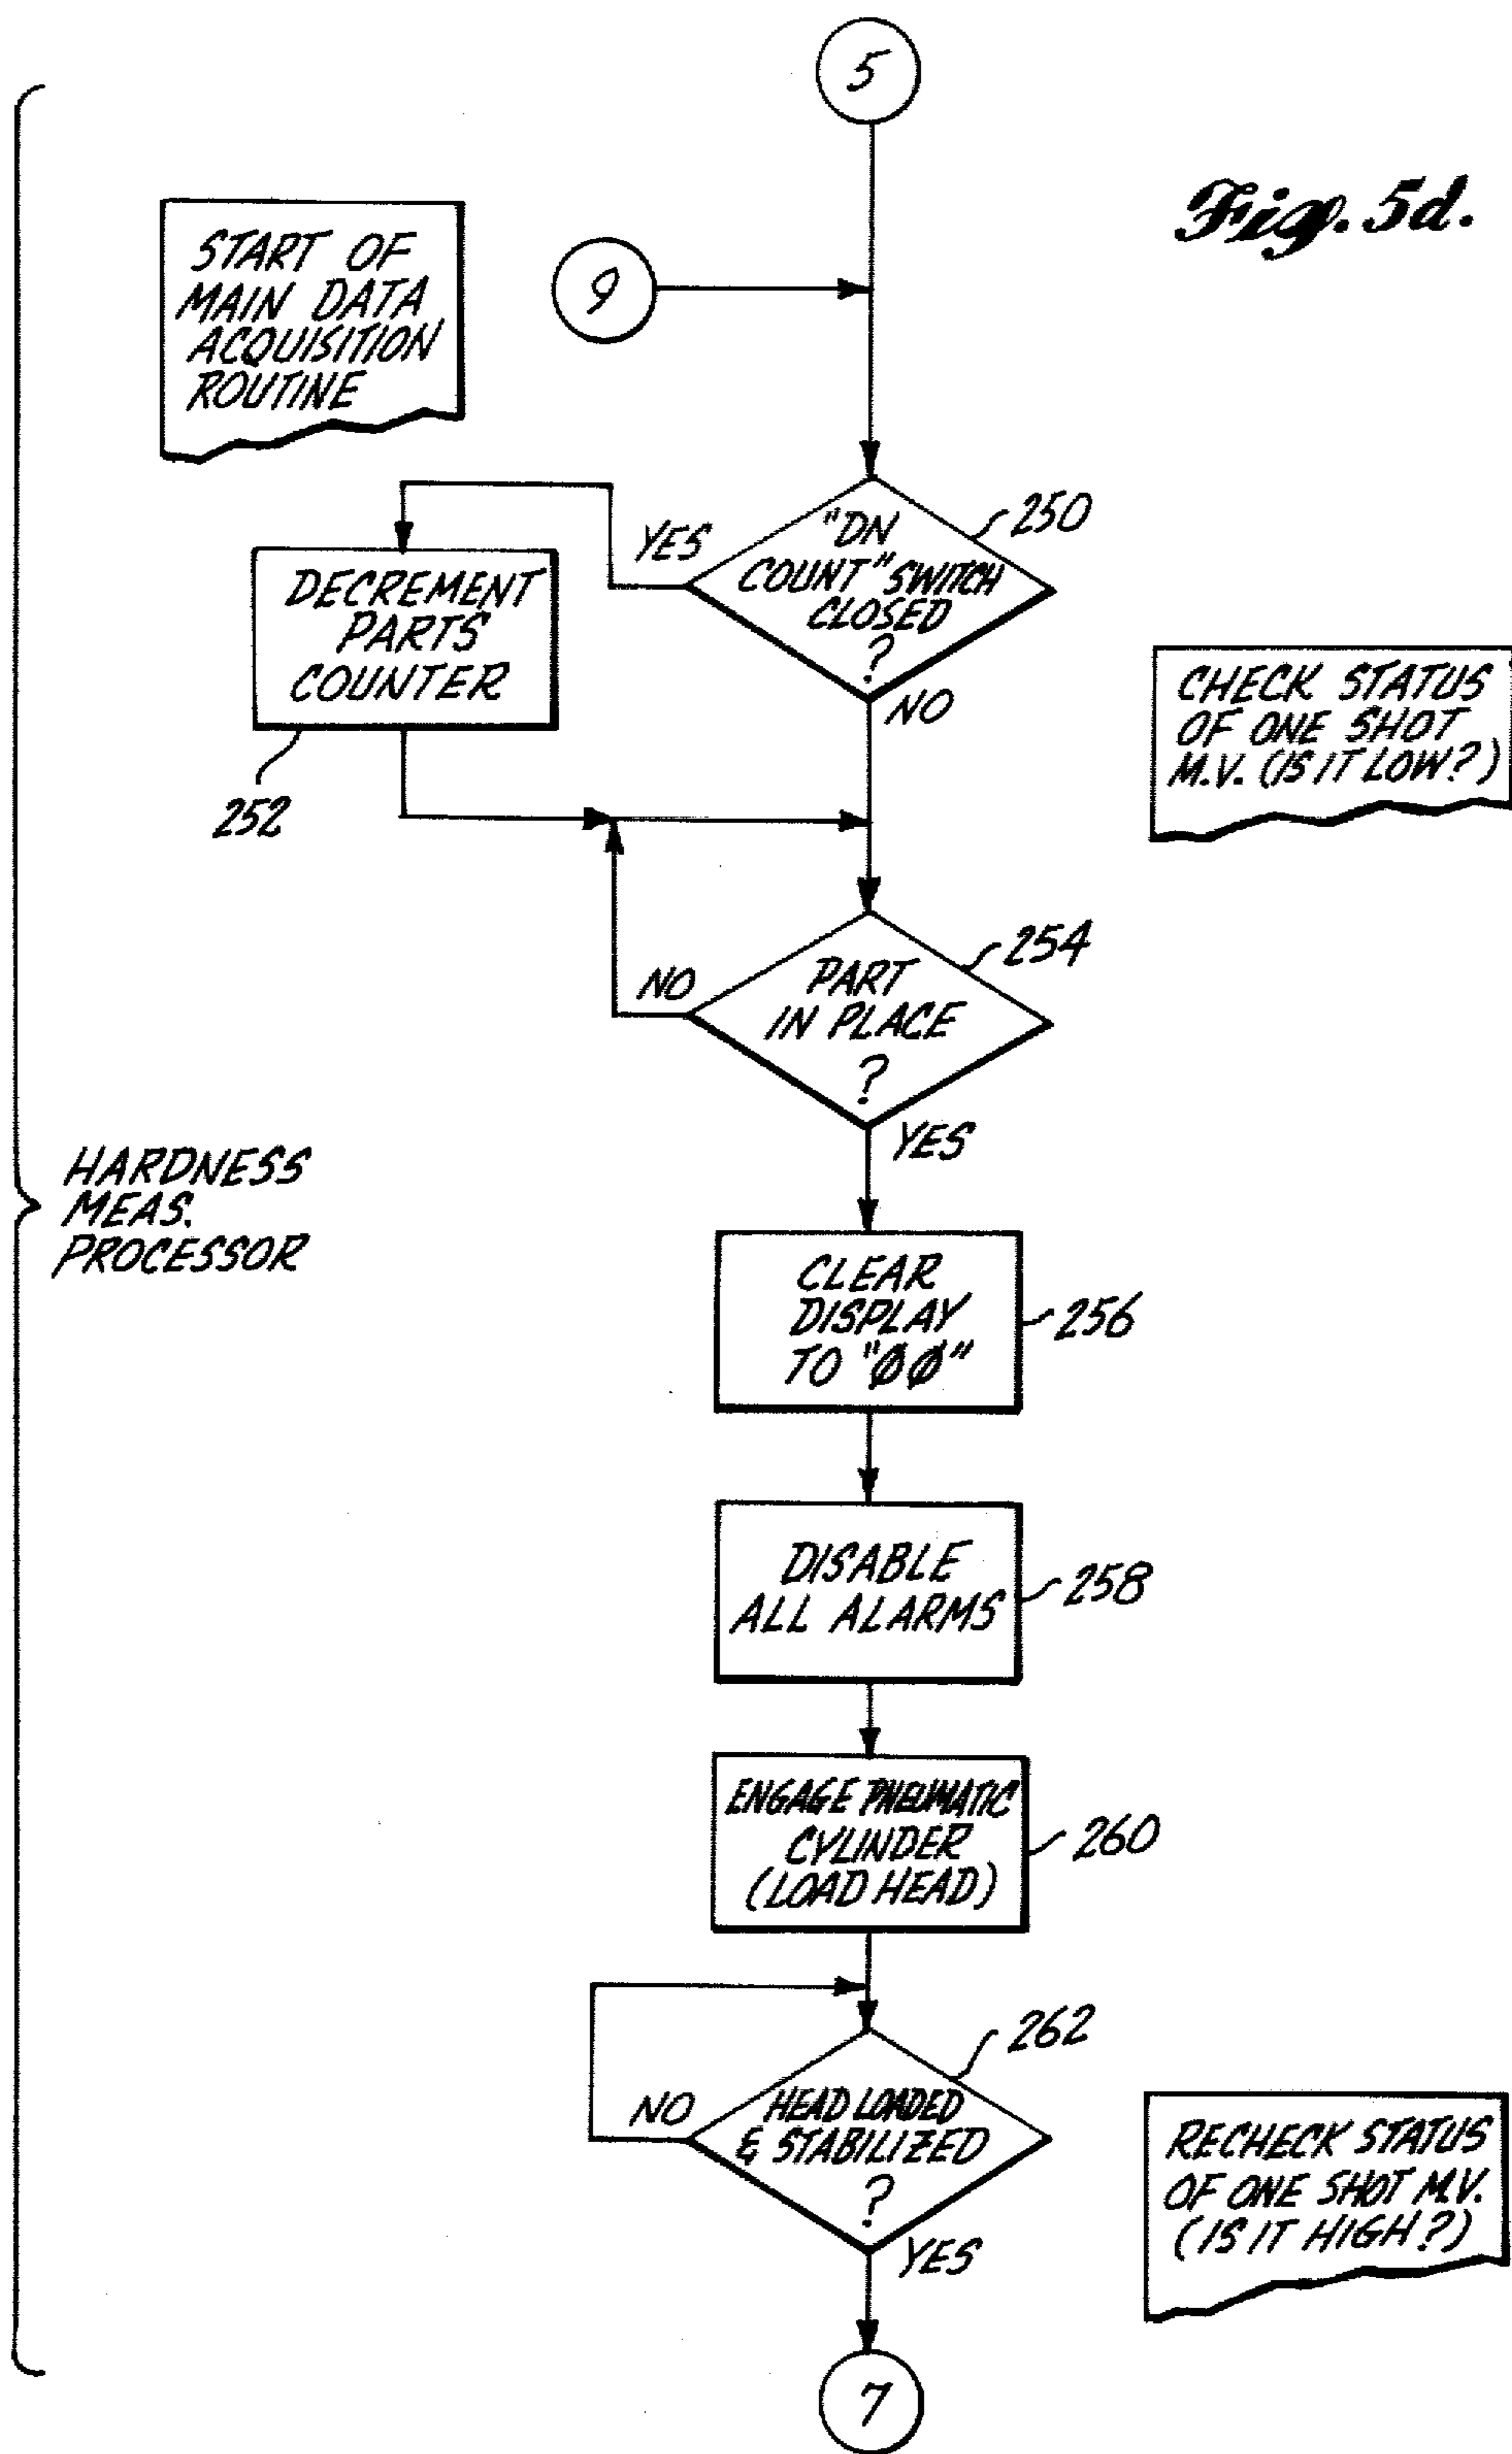 5
Fig. 5d.
START OF
MAIN DATA
ACQUISITION
ROUTINE
9
250
"DN
COUNT" SWITCH
CLOSED
?
YES
NO
DECREMENT
PARTS
COUNTER
252
CHECK STATUS
OF ONE SHOT
M.V. (IS IT LOW?)
254
PART
IN PLACE
?
NO
YES
HARDNESS
MEAS.
PROCESSOR
CLEAR
DISPLAY
TO "ØØ"
256
DISABLE
ALL ALARMS
258
ENGAGE PNEUMATIC
CYLINDER
(LOAD HEAD)
260
262
HEAD LOADED
& STABILIZED
?
NO
YES
RECHECK STATUS
OF ONE SHOT M.V.
(IS IT HIGH?)
7